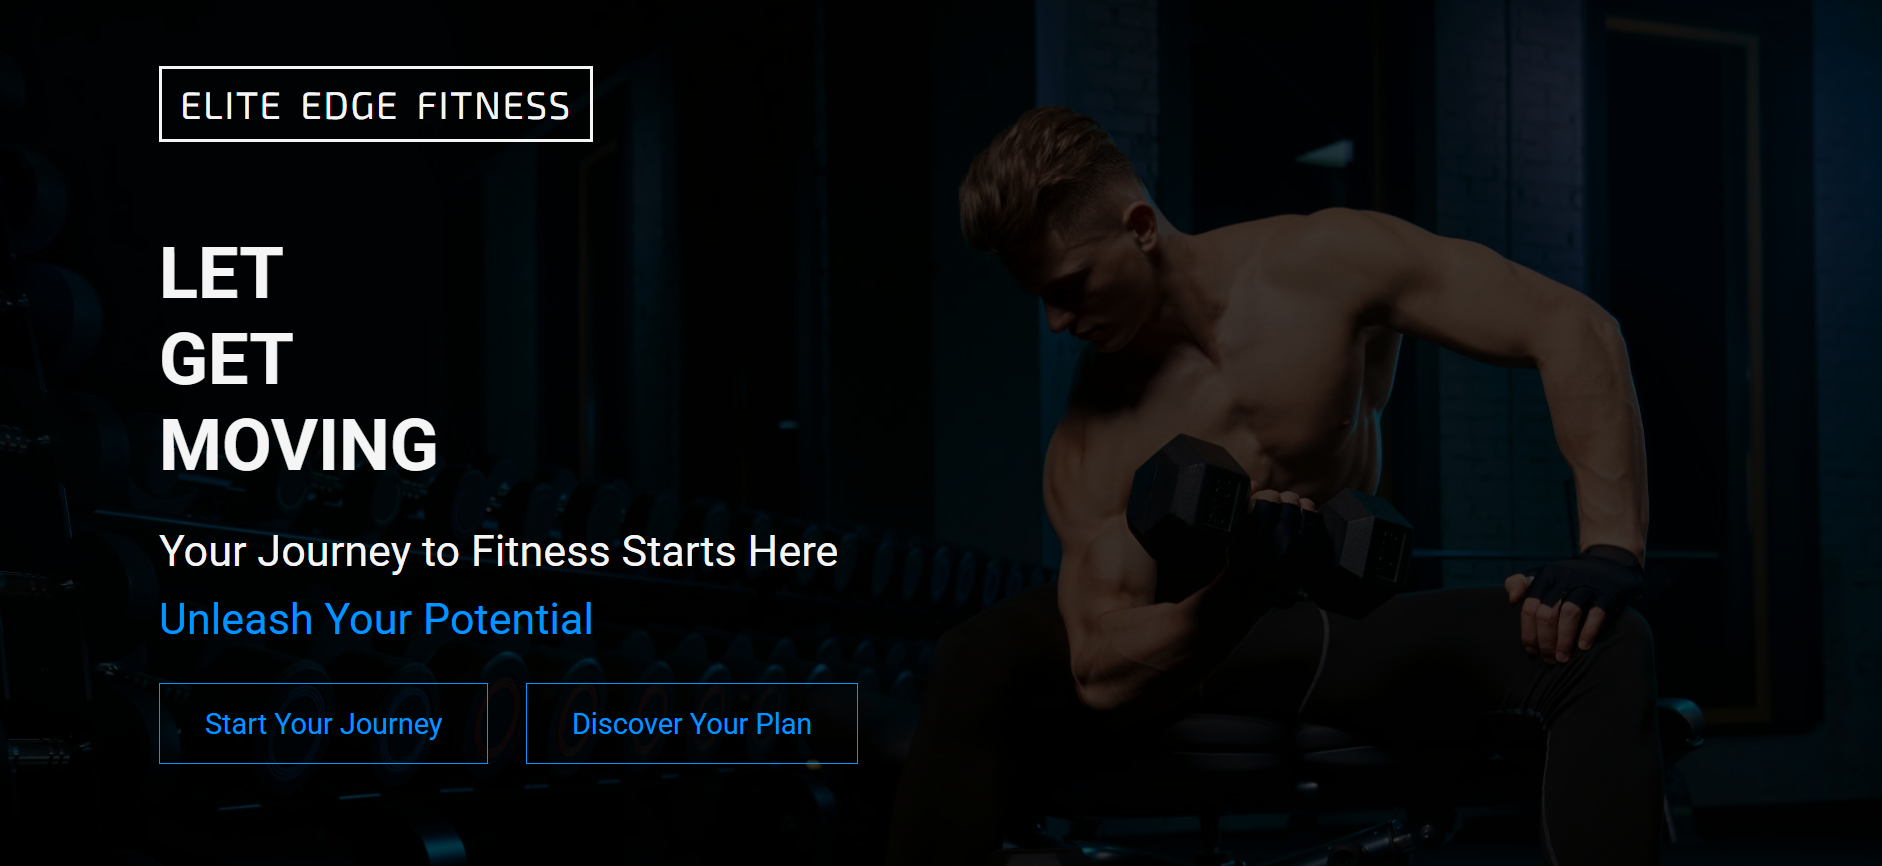 ELITE EDGE FITNESS
LET
GET
MOVING
Your Journey to Fitness Starts Here
Unleash Your Potential
Start Your Journey
Discover Your Plan